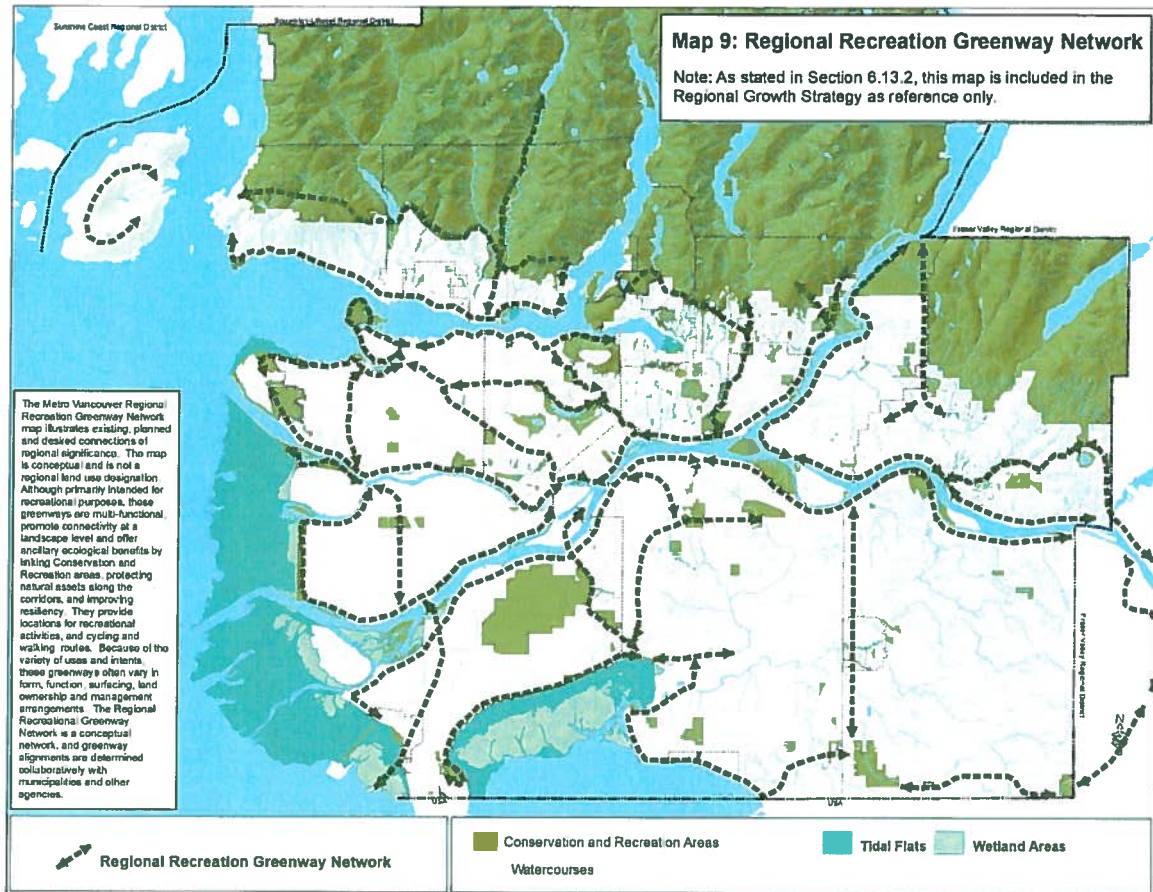 Sunshine Coast Regional District
Squamish-Lillooet Regional District
Map 9: Regional Recreation Greenway Network
Note: As stated in Section 6.13.2, this map is included in the
Regional Growth Strategy as reference only.
Fraser Valley Regional District
The Metro Vancouver Regional
Recreation Greenway Network
map illustrates existing, planned
and desired connections of
regional significance. The map
is conceptual and is not a
regional land use designation.
Although primarily intended for
recreational purposes, these
greenways are multi-functional,
promote connectivity at a
landscape level and offer
ancillary ecological benefits by
linking Conservation and
Recreation areas, protecting
natural assets along the
corridors, and improving
resiliency. They provide
locations for recreational
activities, and cycling and
walking routes. Because of the
variety of uses and intents,
these greenways often vary in
form, function, surfacing, land
ownership and management
arrangements. The Regional
Recreational Greenway
Network is a conceptual
network, and greenway
alignments are determined
collaboratively with
municipalities and other
agencies.
Fraser Valley Regional District
Regional Recreation Greenway Network
Conservation and Recreation Areas
Watercourses
Tidal Flats
Wetland Areas